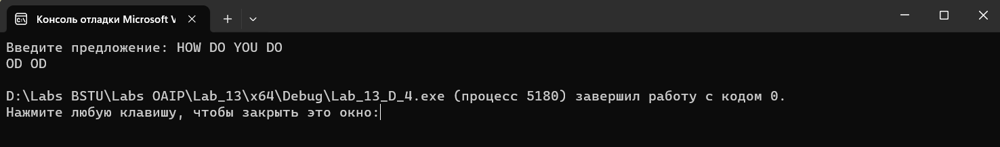 Консоль отладки Microsoft V
Введите предложение: HOW DO YOU DO
OD OD
D:\Labs BSTU\Labs OAIP\Lab_13\x64\Debug\Lab_13_D_4.exe (процесс 5180) завершил работу с кодом 0.
Нажмите любую клавишу, чтобы закрыть это окно: